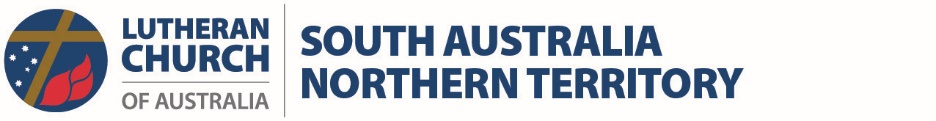 LUTHERAN
CHURCH
OF AUSTRALIA
SOUTH AUSTRALIA
NORTHERN TERRITORY